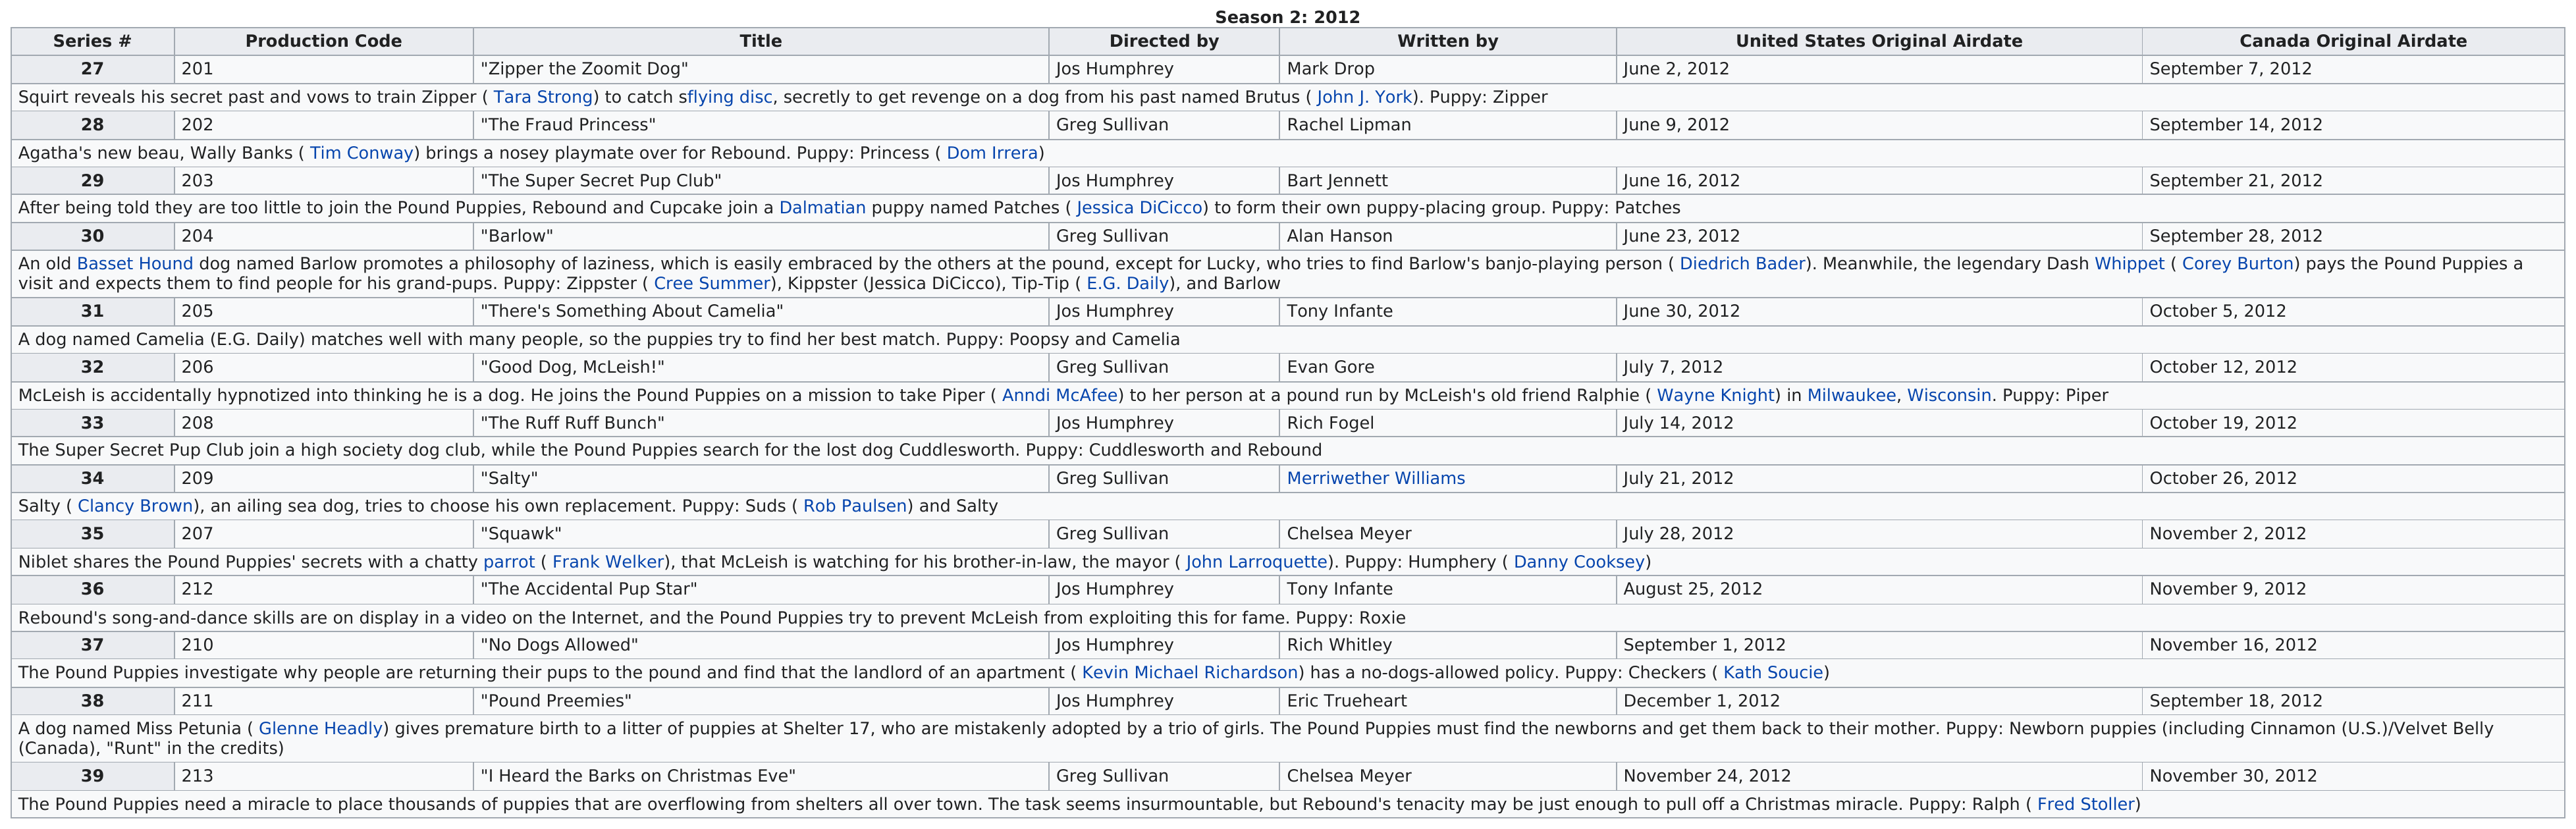 Season 2: 2012
Series # Production Code Title Directed by Written by United States Original Airdate Canada Original Airdate
27 201 "Zipper the Zoomit Dog" Jos Humphrey Mark Drop June 2, 2012 September 7, 2012
Squirt reveals his secret past and vows to train Zipper ( Tara Strong) to catch sflying disc, secretly to get revenge on a dog from his past named Brutus ( John J. York). Puppy: Zipper
28 202 "The Fraud Princess" Greg Sullivan Rachel Lipman June 9, 2012 September 14, 2012
Agatha's new beau, Wally Banks ( Tim Conway) brings a nosey playmate over for Rebound. Puppy: Princess ( Dom Irrera)
29 203 "The Super Secret Pup Club" Jos Humphrey Bart Jennett June 16, 2012 September 21, 2012
After being told they are too little to join the Pound Puppies, Rebound and Cupcake join a Dalmatian puppy named Patches ( Jessica DiCicco) to form their own puppy-placing group. Puppy: Patches
30 204 "Barlow" Greg Sullivan Alan Hanson June 23, 2012 September 28, 2012
An old Basset Hound dog named Barlow promotes a philosophy of laziness, which is easily embraced by the others at the pound, except for Lucky, who tries to find Barlow's banjo-playing person ( Diedrich Bader). Meanwhile, the legendary Dash Whippet ( Corey Burton) pays the Pound Puppies a
visit and expects them to find people for his grand-pups. Puppy: Zippster ( Cree Summer), Kippster (Jessica DiCicco), Tip-Tip ( E.G. Daily), and Barlow
31 205 "There's Something About Camelia" Jos Humphrey Tony Infante June 30, 2012 October 5, 2012
A dog named Camelia (E.G. Daily) matches well with many people, so the puppies try to find her best match. Puppy: Poopsy and Camelia
32 206 "Good Dog, McLeish!" Greg Sullivan Evan Gore July 7, 2012 October 12, 2012
McLeish is accidentally hypnotized into thinking he is a dog. He joins the Pound Puppies on a mission to take Piper ( Anndi McAfee) to her person at a pound run by McLeish's old friend Ralphie ( Wayne Knight) in Milwaukee, Wisconsin. Puppy: Piper
33 208 "The Ruff Ruff Bunch" Jos Humphrey Rich Fogel July 14, 2012 October 19, 2012
The Super Secret Pup Club join a high society dog club, while the Pound Puppies search for the lost dog Cuddlesworth. Puppy: Cuddlesworth and Rebound
34 209 "Salty" Greg Sullivan Merriwether Williams July 21, 2012 October 26, 2012
Salty ( Clancy Brown), an ailing sea dog, tries to choose his own replacement. Puppy: Suds ( Rob Paulsen) and Salty
35 207 "Squawk" Greg Sullivan Chelsea Meyer July 28, 2012 November 2, 2012
Niblet shares the Pound Puppies' secrets with a chatty parrot ( Frank Welker), that McLeish is watching for his brother-in-law, the mayor ( John Larroquette). Puppy: Humphery ( Danny Cooksey)
36 212 "The Accidental Pup Star" Jos Humphrey Tony Infante August 25, 2012 November 9, 2012
Rebound's song-and-dance skills are on display in a video on the Internet, and the Pound Puppies try to prevent McLeish from exploiting this for fame. Puppy: Roxie
37 210 "No Dogs Allowed" Jos Humphrey Rich Whitley September 1, 2012 November 16, 2012
The Pound Puppies investigate why people are returning their pups to the pound and find that the landlord of an apartment ( Kevin Michael Richardson) has a no-dogs-allowed policy. Puppy: Checkers ( Kath Soucie)
38 211 "Pound Preemies" Jos Humphrey Eric Trueheart December 1, 2012 September 18, 2012
A dog named Miss Petunia ( Glenne Headly) gives premature birth to a litter of puppies at Shelter 17, who are mistakenly adopted by a trio of girls. The Pound Puppies must find the newborns and get them back to their mother. Puppy: Newborn puppies (including Cinnamon (U.S.)/Velvet Belly
(Canada), "Runt" in the credits)
39 213 "I Heard the Barks on Christmas Eve" Greg Sullivan Chelsea Meyer November 24, 2012 November 30, 2012
The Pound Puppies need a miracle to place thousands of puppies that are overflowing from shelters all over town. The task seems insurmountable, but Rebound's tenacity may be just enough to pull off a Christmas miracle. Puppy: Ralph ( Fred Stoller)